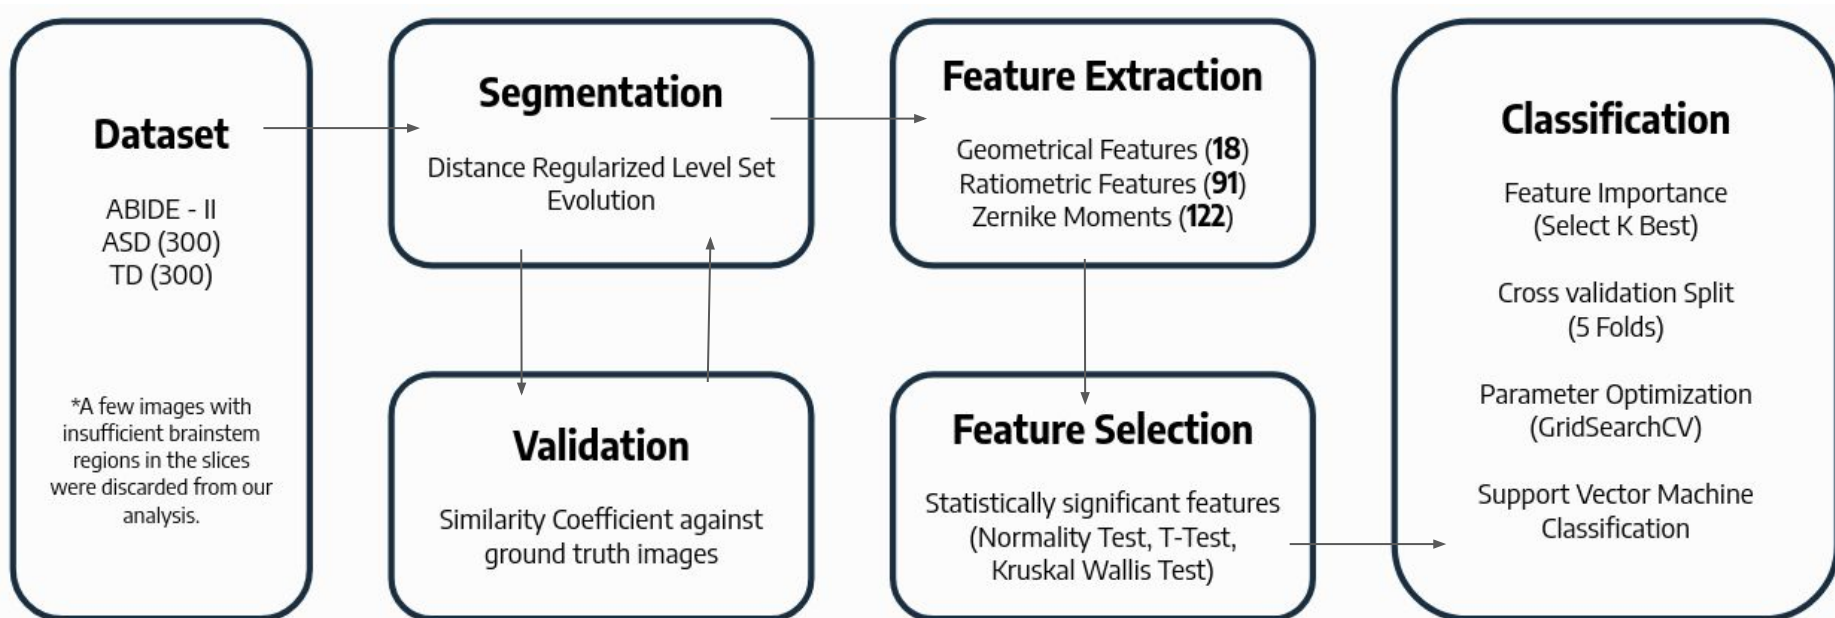 Dataset
ABIDE - II
ASD (300)
TD (300)
*A few images with
insufficient brainstem
regions in the slices
were discarded from our
analysis.
Segmentation
Distance Regularized Level Set
Evolution
Validation
Similarity Coefficient against
ground truth images
Feature Extraction
Geometrical Features (18)
Ratiometric Features (91)
Zernike Moments (122)
Feature Selection
Statistically significant features
(Normality Test, T-Test,
Kruskal Wallis Test)
Classification
Feature Importance
(Select K Best)
Cross validation Split
(5 Folds)
Parameter Optimization
(GridSearchCV)
Support Vector Machine
Classification